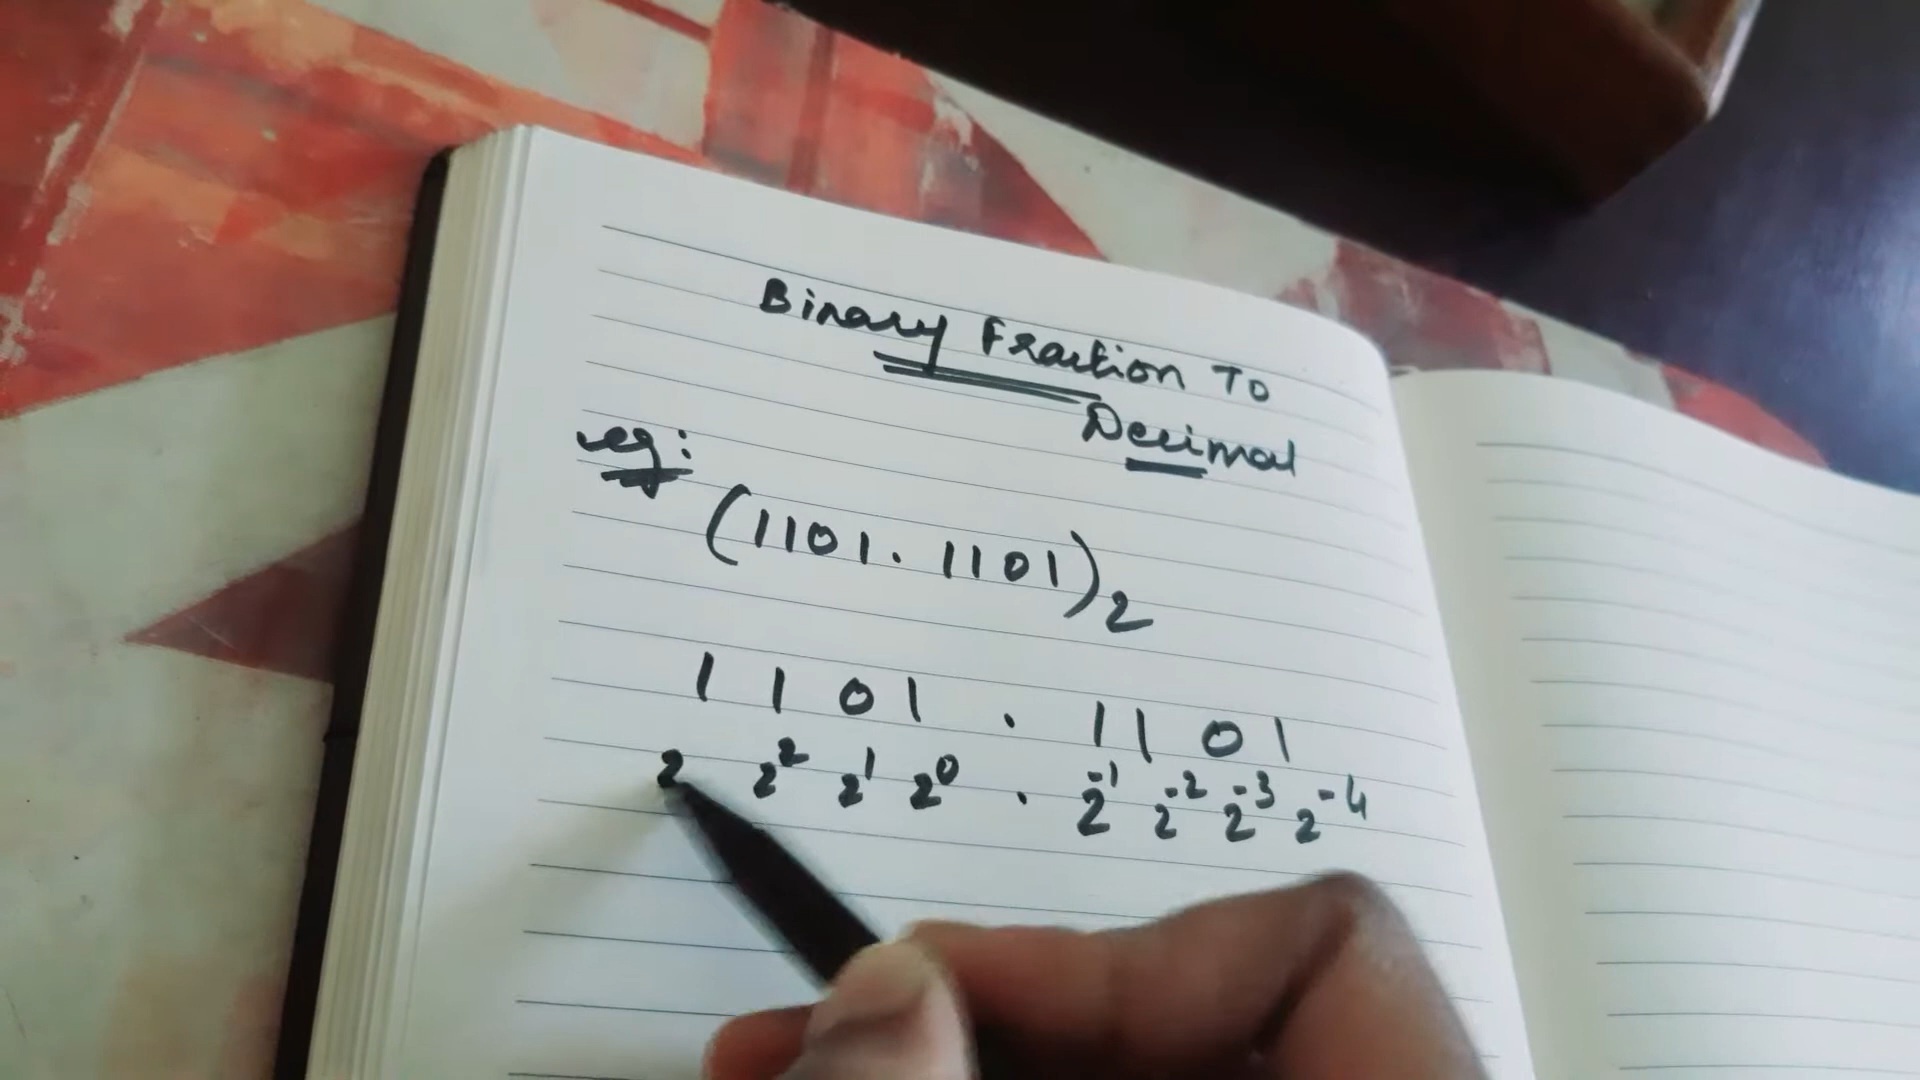 Binary Fraction To
Decimal
eg:
(1101.1101)₂
1 1 0 1 . 1 1 0 1
2 2² 2¹ 2⁰ . 2⁻¹ 2⁻² 2⁻³ 2⁻⁴